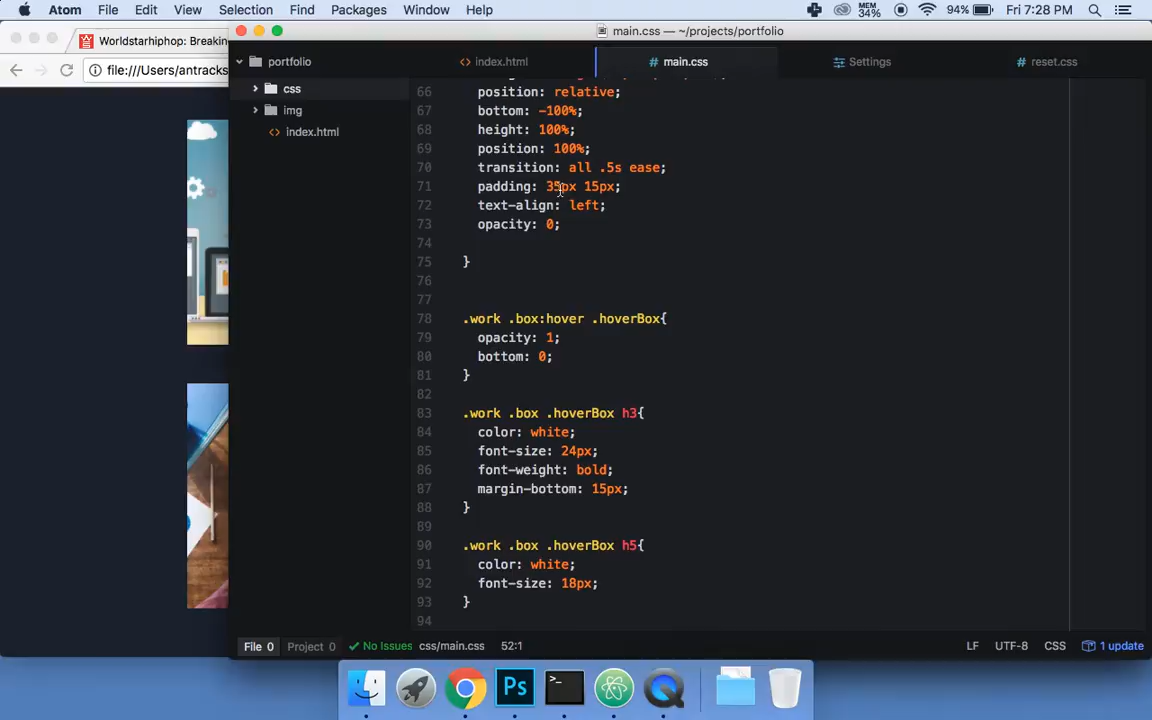 Atom File Edit View Selection Find Packages Window Help MEM 34% 94% Fri 7:28 PM
Worldstarhiphop: Breakin
file:///Users/antracks
main.css — ~/projects/portfolio
portfolio
css
img
<> index.html
<> index.html # main.css Settings # reset.css
66 position: relative;
67 bottom: -100%;
68 height: 100%;
69 position: 100%;
70 transition: all .5s ease;
71 padding: 35px 15px;
72 text-align: left;
73 opacity: 0;
74
75 }
76
77
78 .work .box:hover .hoverBox{
79 opacity: 1;
80 bottom: 0;
81 }
82
83 .work .box .hoverBox h3{
84 color: white;
85 font-size: 24px;
86 font-weight: bold;
87 margin-bottom: 15px;
88 }
89
90 .work .box .hoverBox h5{
91 color: white;
92 font-size: 18px;
93 }
94
File 0 Project 0 No Issues css/main.css 52:1 LF UTF-8 CSS 1 update
Ps
>_